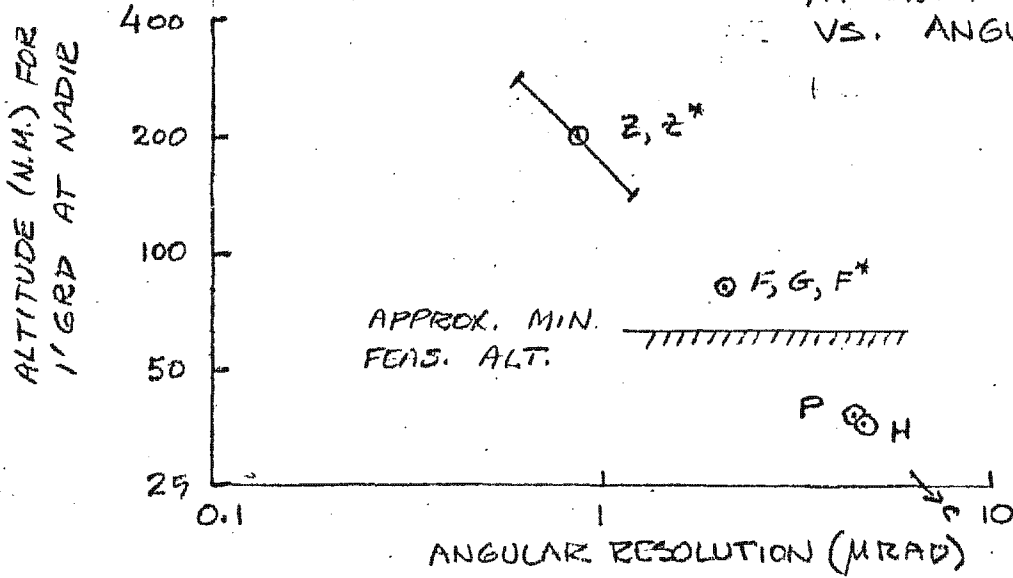 VS. ANGU
400
200
100
50
25
ALTITUDE (N.M.) FOR
1' GRD AT NADIR
Z, Z*
F, G, F*
APPROX. MIN.
FEAS. ALT.
P
H
0.1
1
10
ANGULAR RESOLUTION (μRAD)